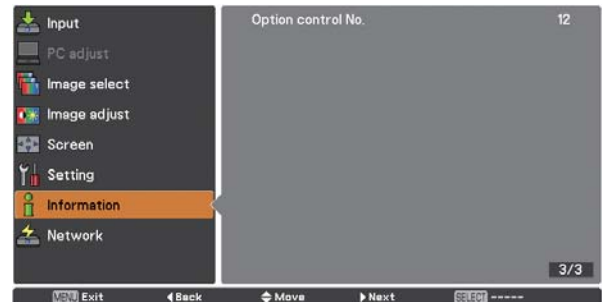 Input
PC adjust
Image select
Image adjust
Screen
Setting
Information
Network
Option control No. 12
3/3
MENU Exit Back Move Next SELECT -----